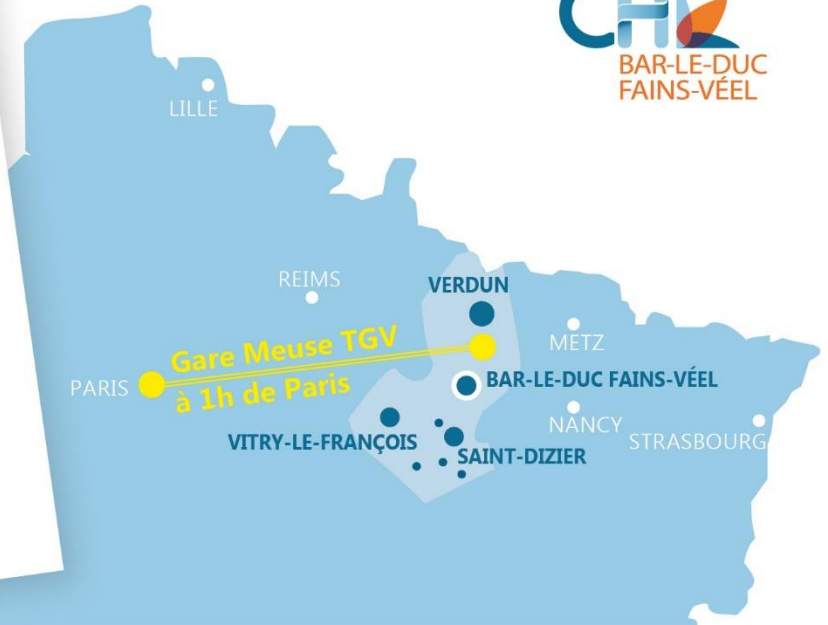 CH
BAR-LE-DUC
FAINS-VÉEL
LILLE
REIMS
VERDUN
METZ
Gare Meuse TGV
à 1h de Paris
PARIS
BAR-LE-DUC FAINS-VÉEL
NANCY
STRASBOURG
VITRY-LE-FRANÇOIS
SAINT-DIZIER